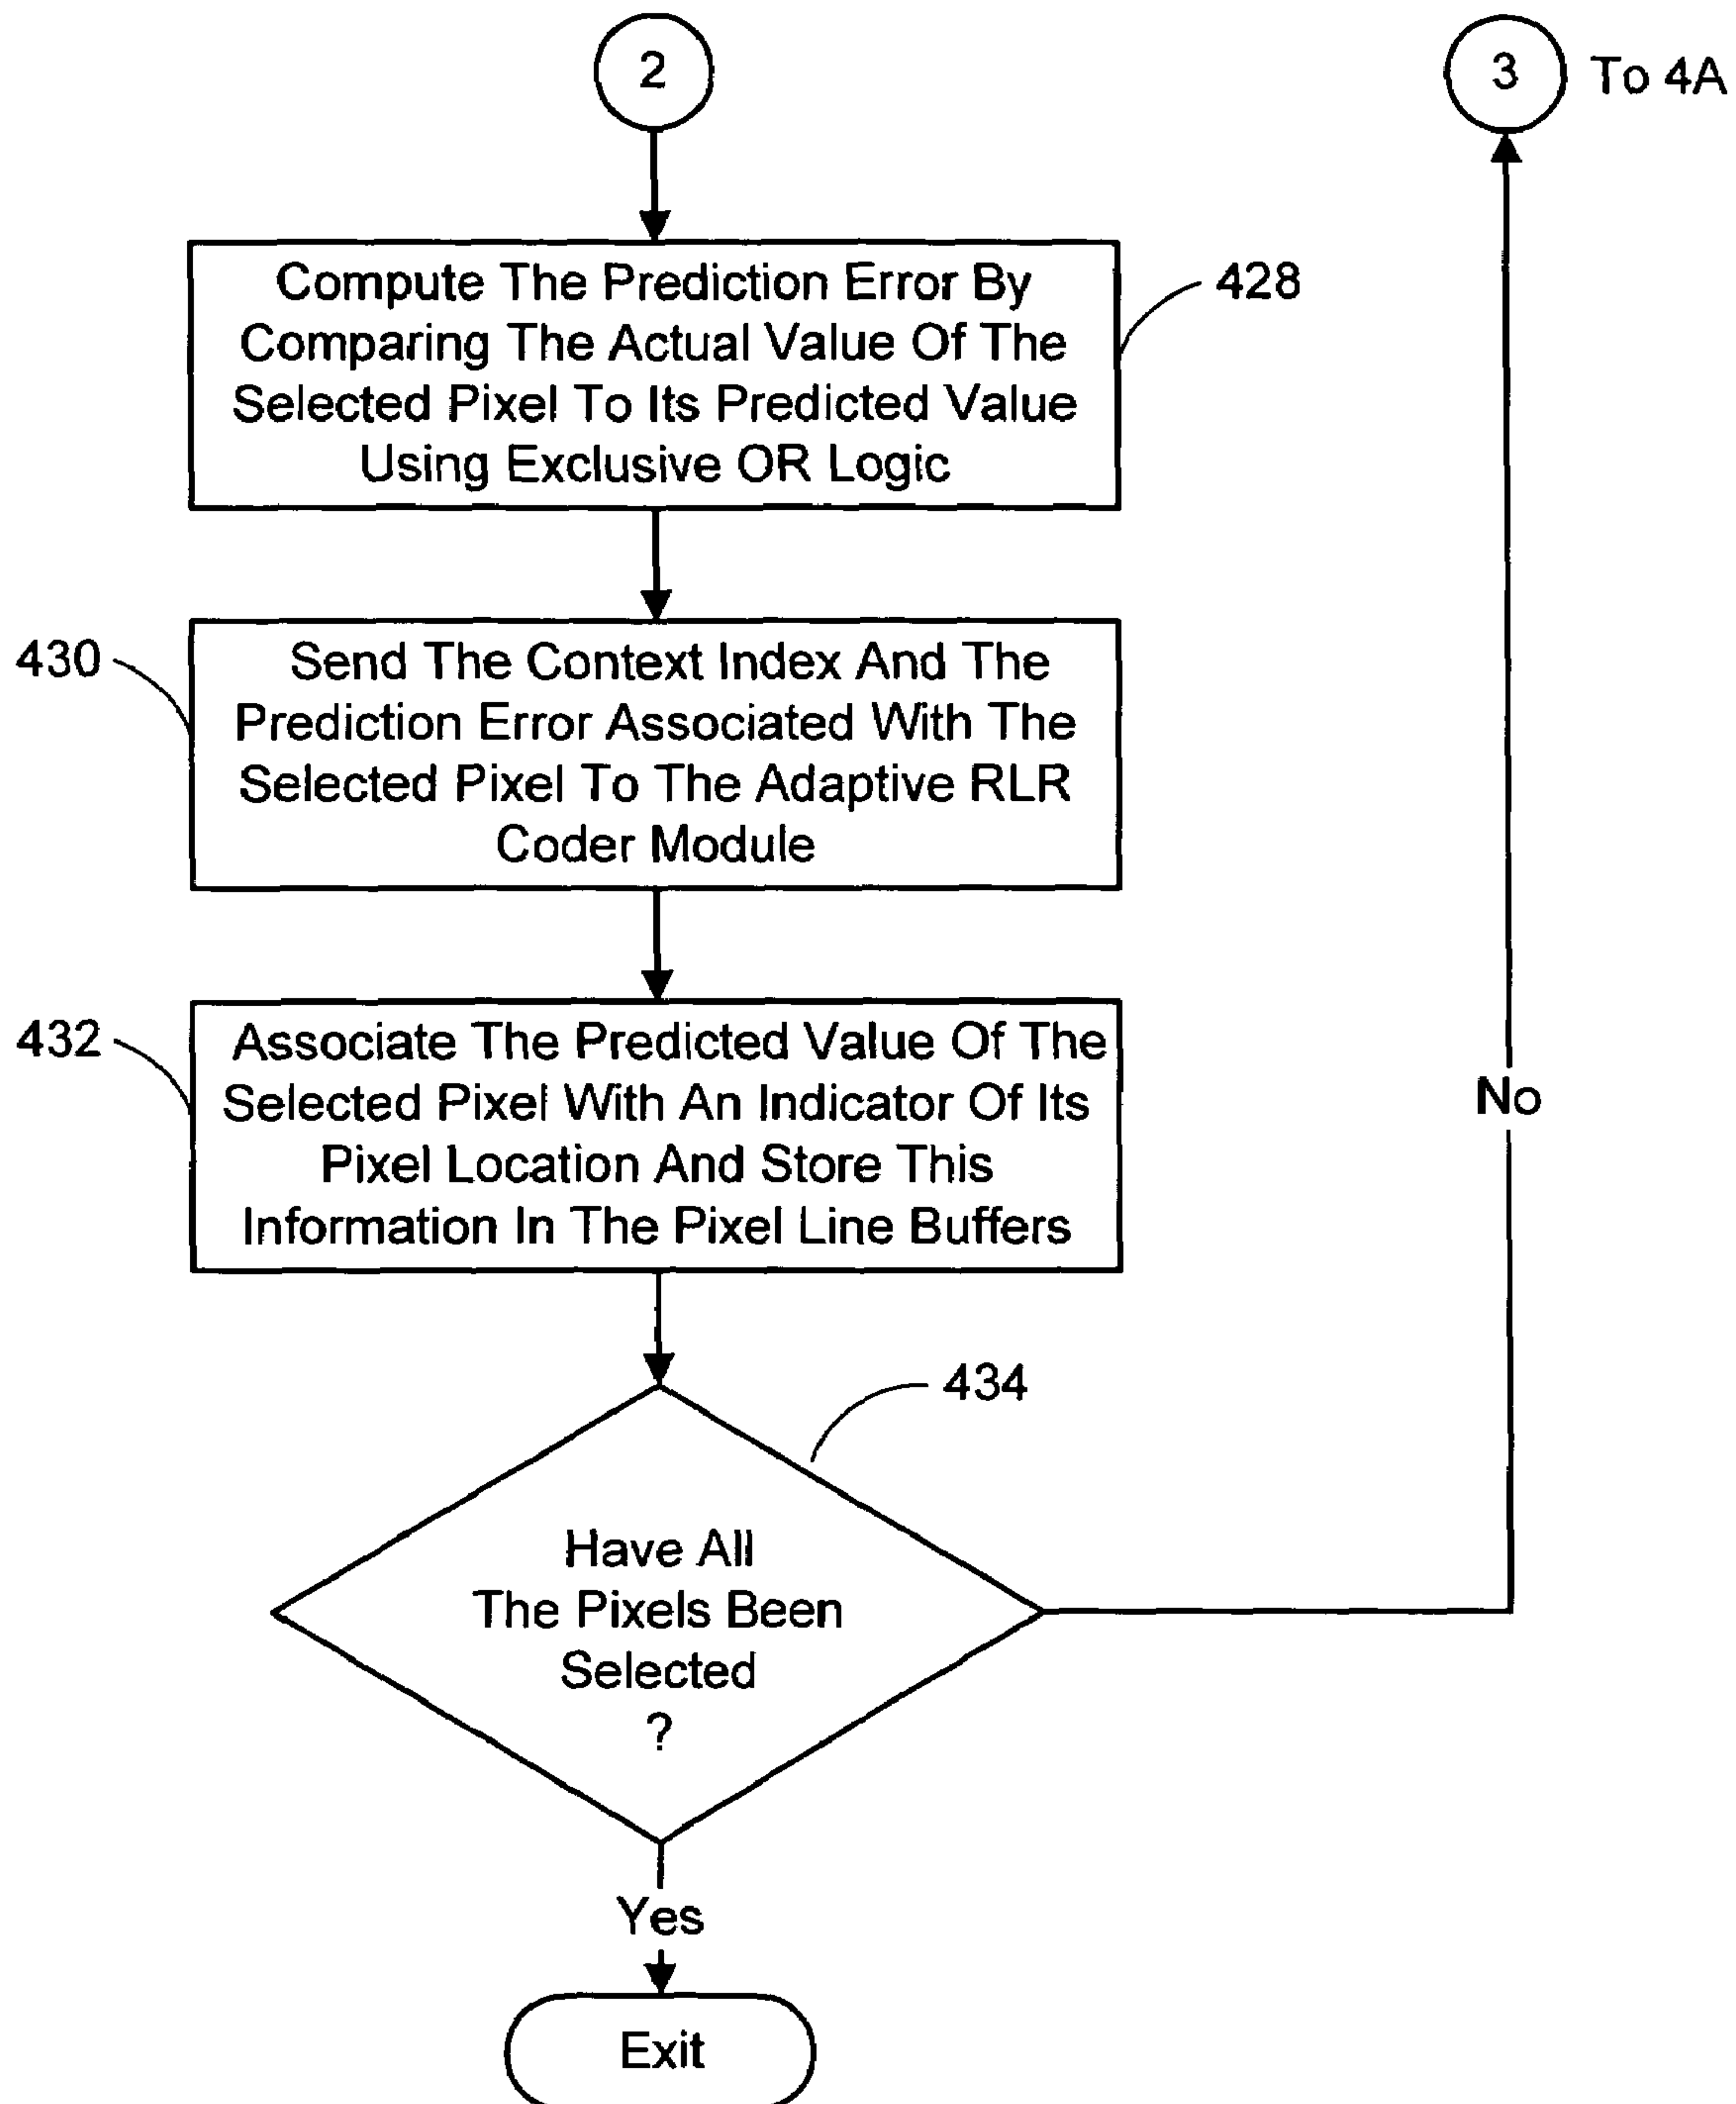 2
3 To 4A
Compute The Prediction Error By
Comparing The Actual Value Of The
Selected Pixel To Its Predicted Value
Using Exclusive OR Logic
428
430
Send The Context Index And The
Prediction Error Associated With The
Selected Pixel To The Adaptive RLR
Coder Module
432
Associate The Predicted Value Of The
Selected Pixel With An Indicator Of Its
Pixel Location And Store This
Information In The Pixel Line Buffers
No
434
Have All
The Pixels Been
Selected
?
Yes
Exit